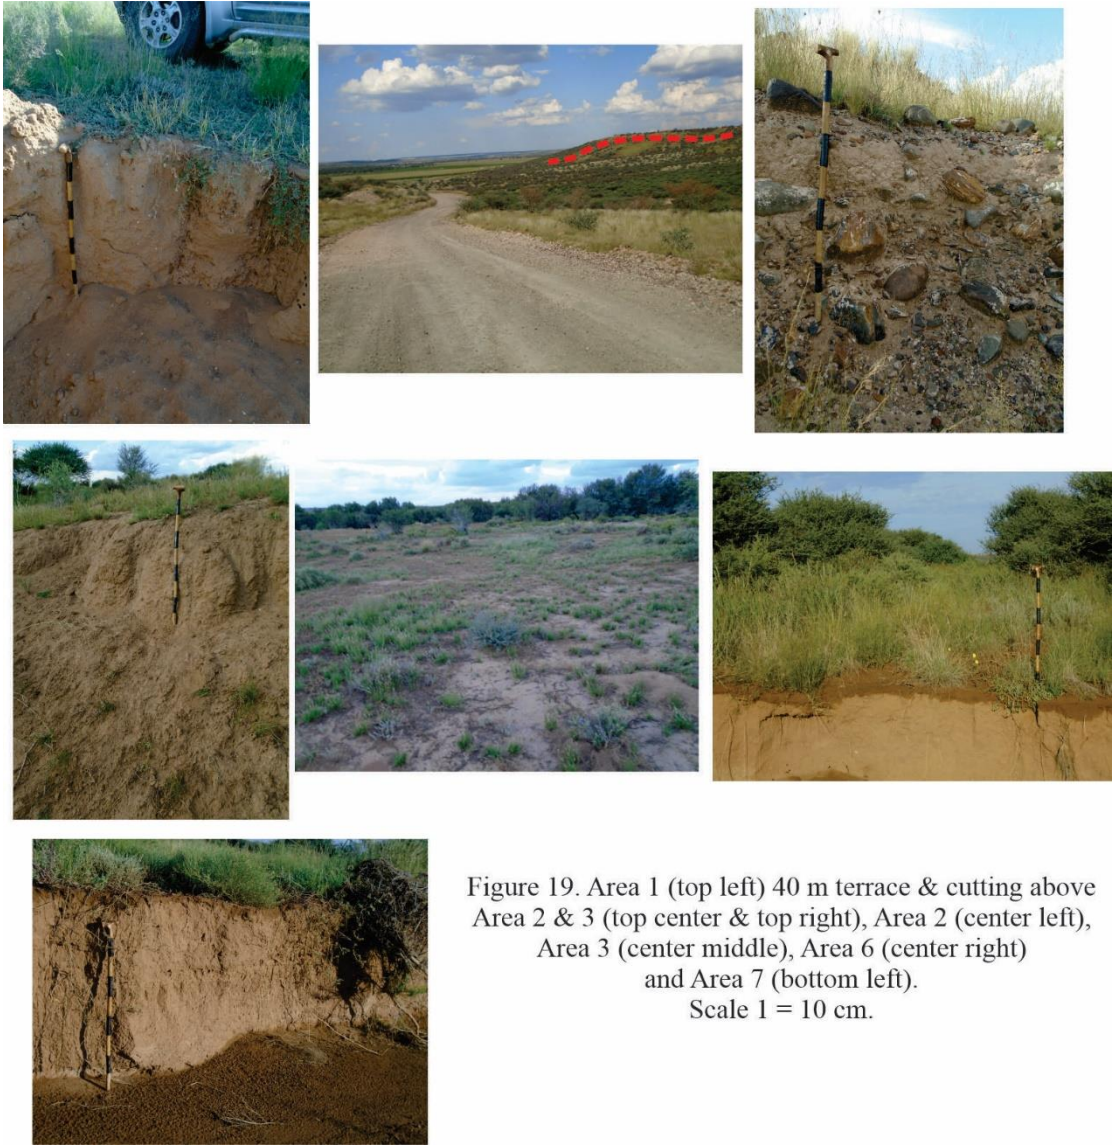 Figure 19. Area 1 (top left) 40 m terrace & cutting above
Area 2 & 3 (top center & top right), Area 2 (center left),
Area 3 (center middle), Area 6 (center right)
and Area 7 (bottom left).
Scale 1 = 10 cm.